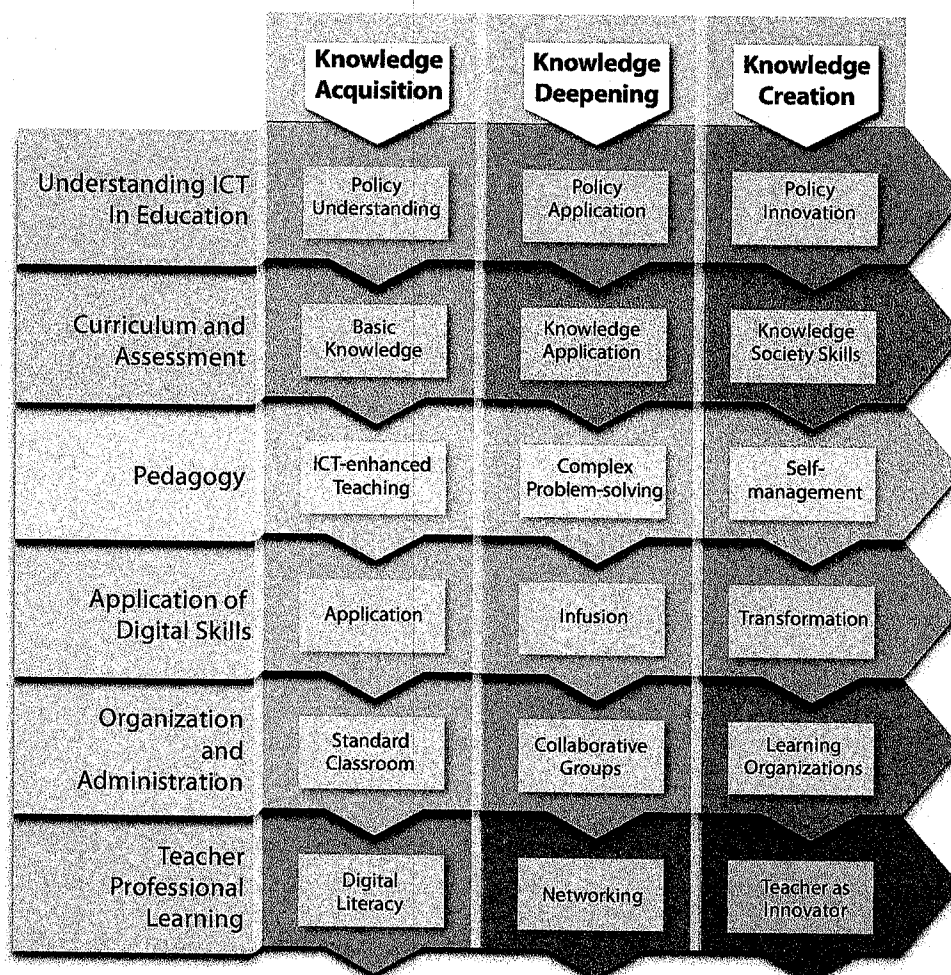 Knowledge
Acquisition
Knowledge
Deepening
Knowledge
Creation
Understanding ICT
In Education
Policy
Understanding
Policy
Application
Policy
Innovation
Curriculum and
Assessment
Basic
Knowledge
Knowledge
Application
Knowledge
Society Skills
Pedagogy
ICT-enhanced
Teaching
Complex
Problem-solving
Self-
management
Application of
Digital Skills
Application
Infusion
Transformation
Organization
and
Administration
Standard
Classroom
Collaborative
Groups
Learning
Organizations
Teacher
Professional
Learning
Digital
Literacy
Networking
Teacher as
Innovator